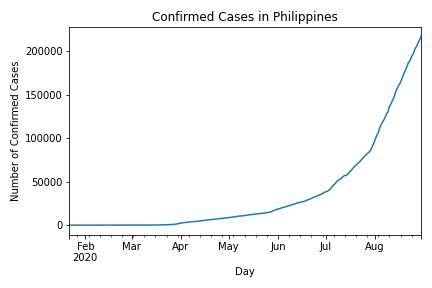 Confirmed Cases in Philippines
Number of Confirmed Cases
200000
150000
100000
50000
0
Feb Mar Apr May Jun Jul Aug
2020
Day